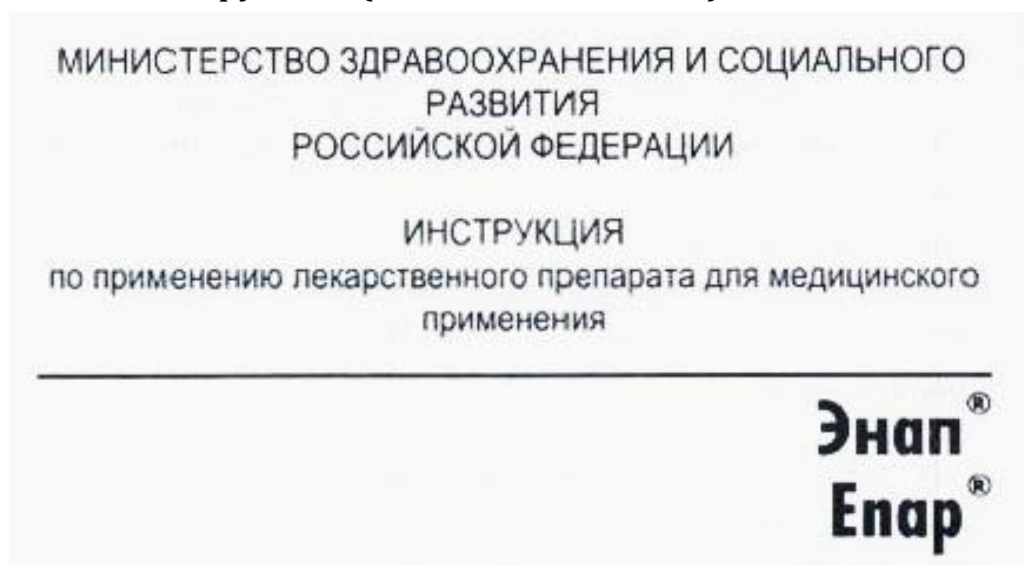 МИНИСТЕРСТВО ЗДРАВООХРАНЕНИЯ И СОЦИАЛЬНОГО
РАЗВИТИЯ
РОССИЙСКОЙ ФЕДЕРАЦИИ
ИНСТРУКЦИЯ
по применению лекарственного препарата для медицинского
применения
Энап®
Enap®